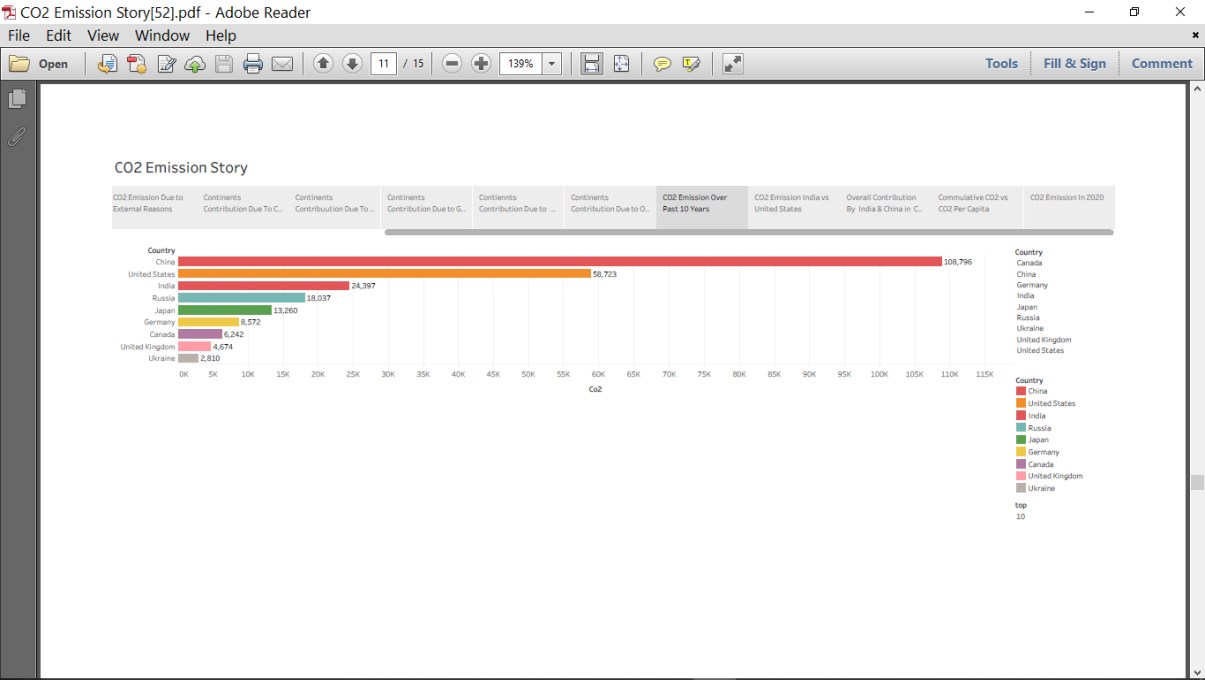 CO2 Emission Story[52].pdf - Adobe Reader
File Edit View Window Help
Open 11 / 15 139% Tools Fill & Sign Comment
CO2 Emission Story
CO2 Emission Due to External Reasons
Continents Contribution Due To C...
Continents Contribuution Due To ...
Continents Contribution Due to G...
Contiennts Contribution Due to ...
Continents Contribution Due to O...
CO2 Emission Over Past 10 Years
CO2 Emission India vs United States
Overall Contribution By India & China in C...
Commulative CO2 vs CO2 Per Capita
CO2 Emission In 2020
Country
China 108,796
United States 58,723
India 24,397
Russia 18,037
Japan 13,260
Germany 8,572
Canada 6,242
United Kingdom 4,674
Ukraine 2,810
0K 5K 10K 15K 20K 25K 30K 35K 40K 45K 50K 55K 60K 65K 70K 75K 80K 85K 90K 95K 100K 105K 110K 115K
Co2
Country
Canada
China
Germany
India
Japan
Russia
Ukraine
United Kingdom
United States
Country
China
United States
India
Russia
Japan
Germany
Canada
United Kingdom
Ukraine
top
10